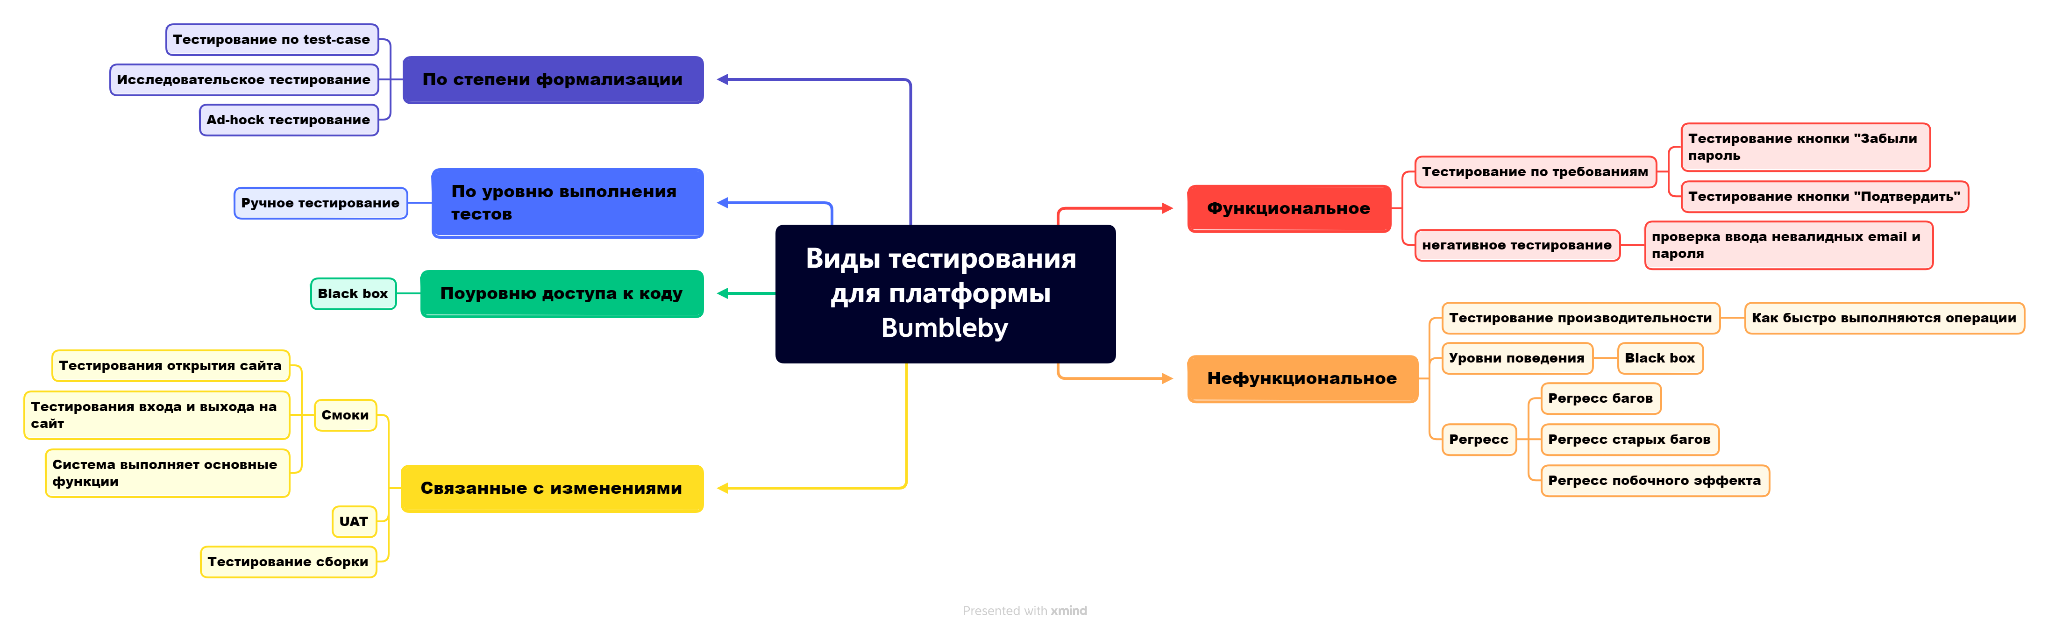 Тестирование по test-case
Исследовательское тестирование
Ad-hock тестирование
По степени формализации
Ручное тестирование
По уровню выполнения
тестов
Black box
Поуровню доступа к коду
Тестирования открытия сайта
Тестирования входа и выхода на
сайт
Система выполняет основные
функции
Смоки
UAT
Тестирование сборки
Связанные с изменениями
Виды тестирования
для платформы
Bumbleby
Функциональное
Тестирование по требованиям
Тестирование кнопки "Забыли
пароль
Тестирование кнопки "Подтвердить"
негативное тестирование
проверка ввода невалидных email и
пароля
Нефункциональное
Тестирование производительности
Как быстро выполняются операции
Уровни поведения
Black box
Регресс
Регресс багов
Регресс старых багов
Регресс побочного эффекта
Presented with xmind